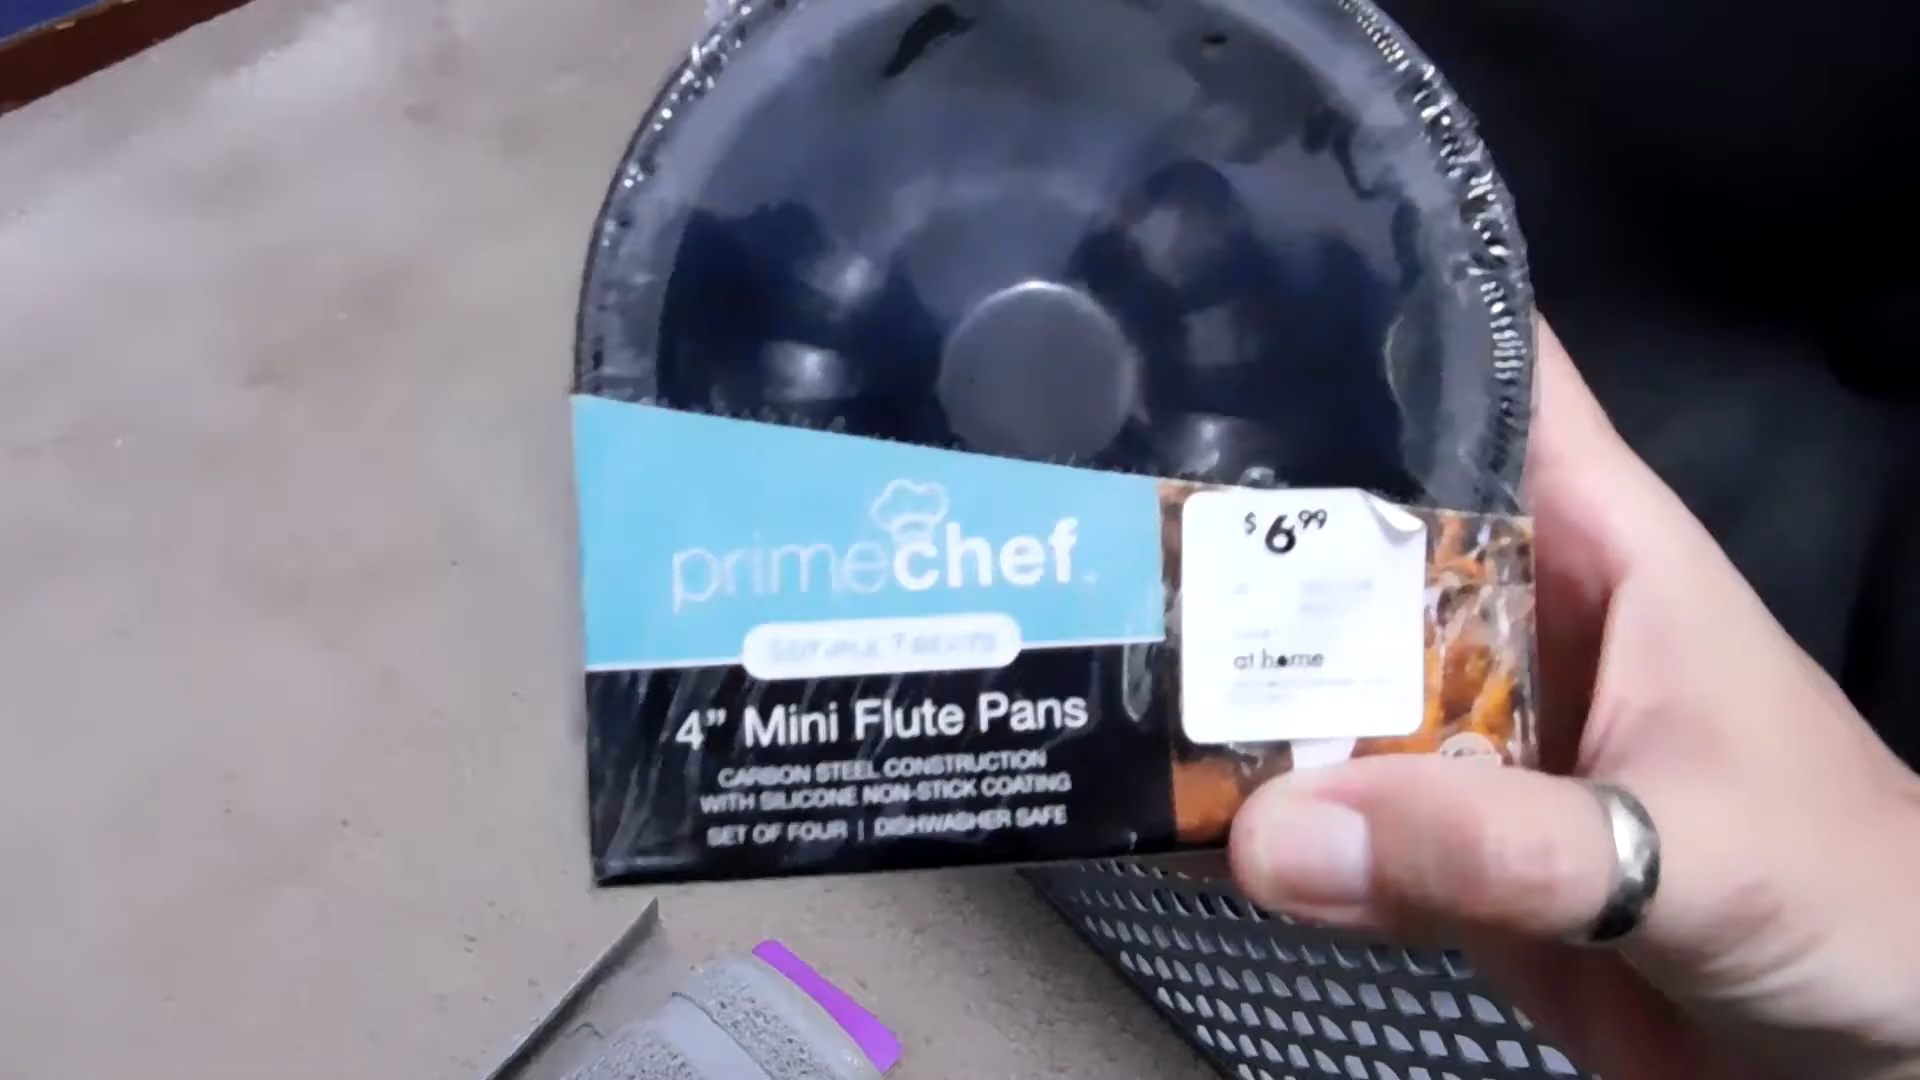 primechef
4” Mini Flute Pans
CARBON STEEL CONSTRUCTION
WITH SILICONE NON-STICK COATING
SET OF FOUR | DISHWASHER SAFE
$6.99
at home